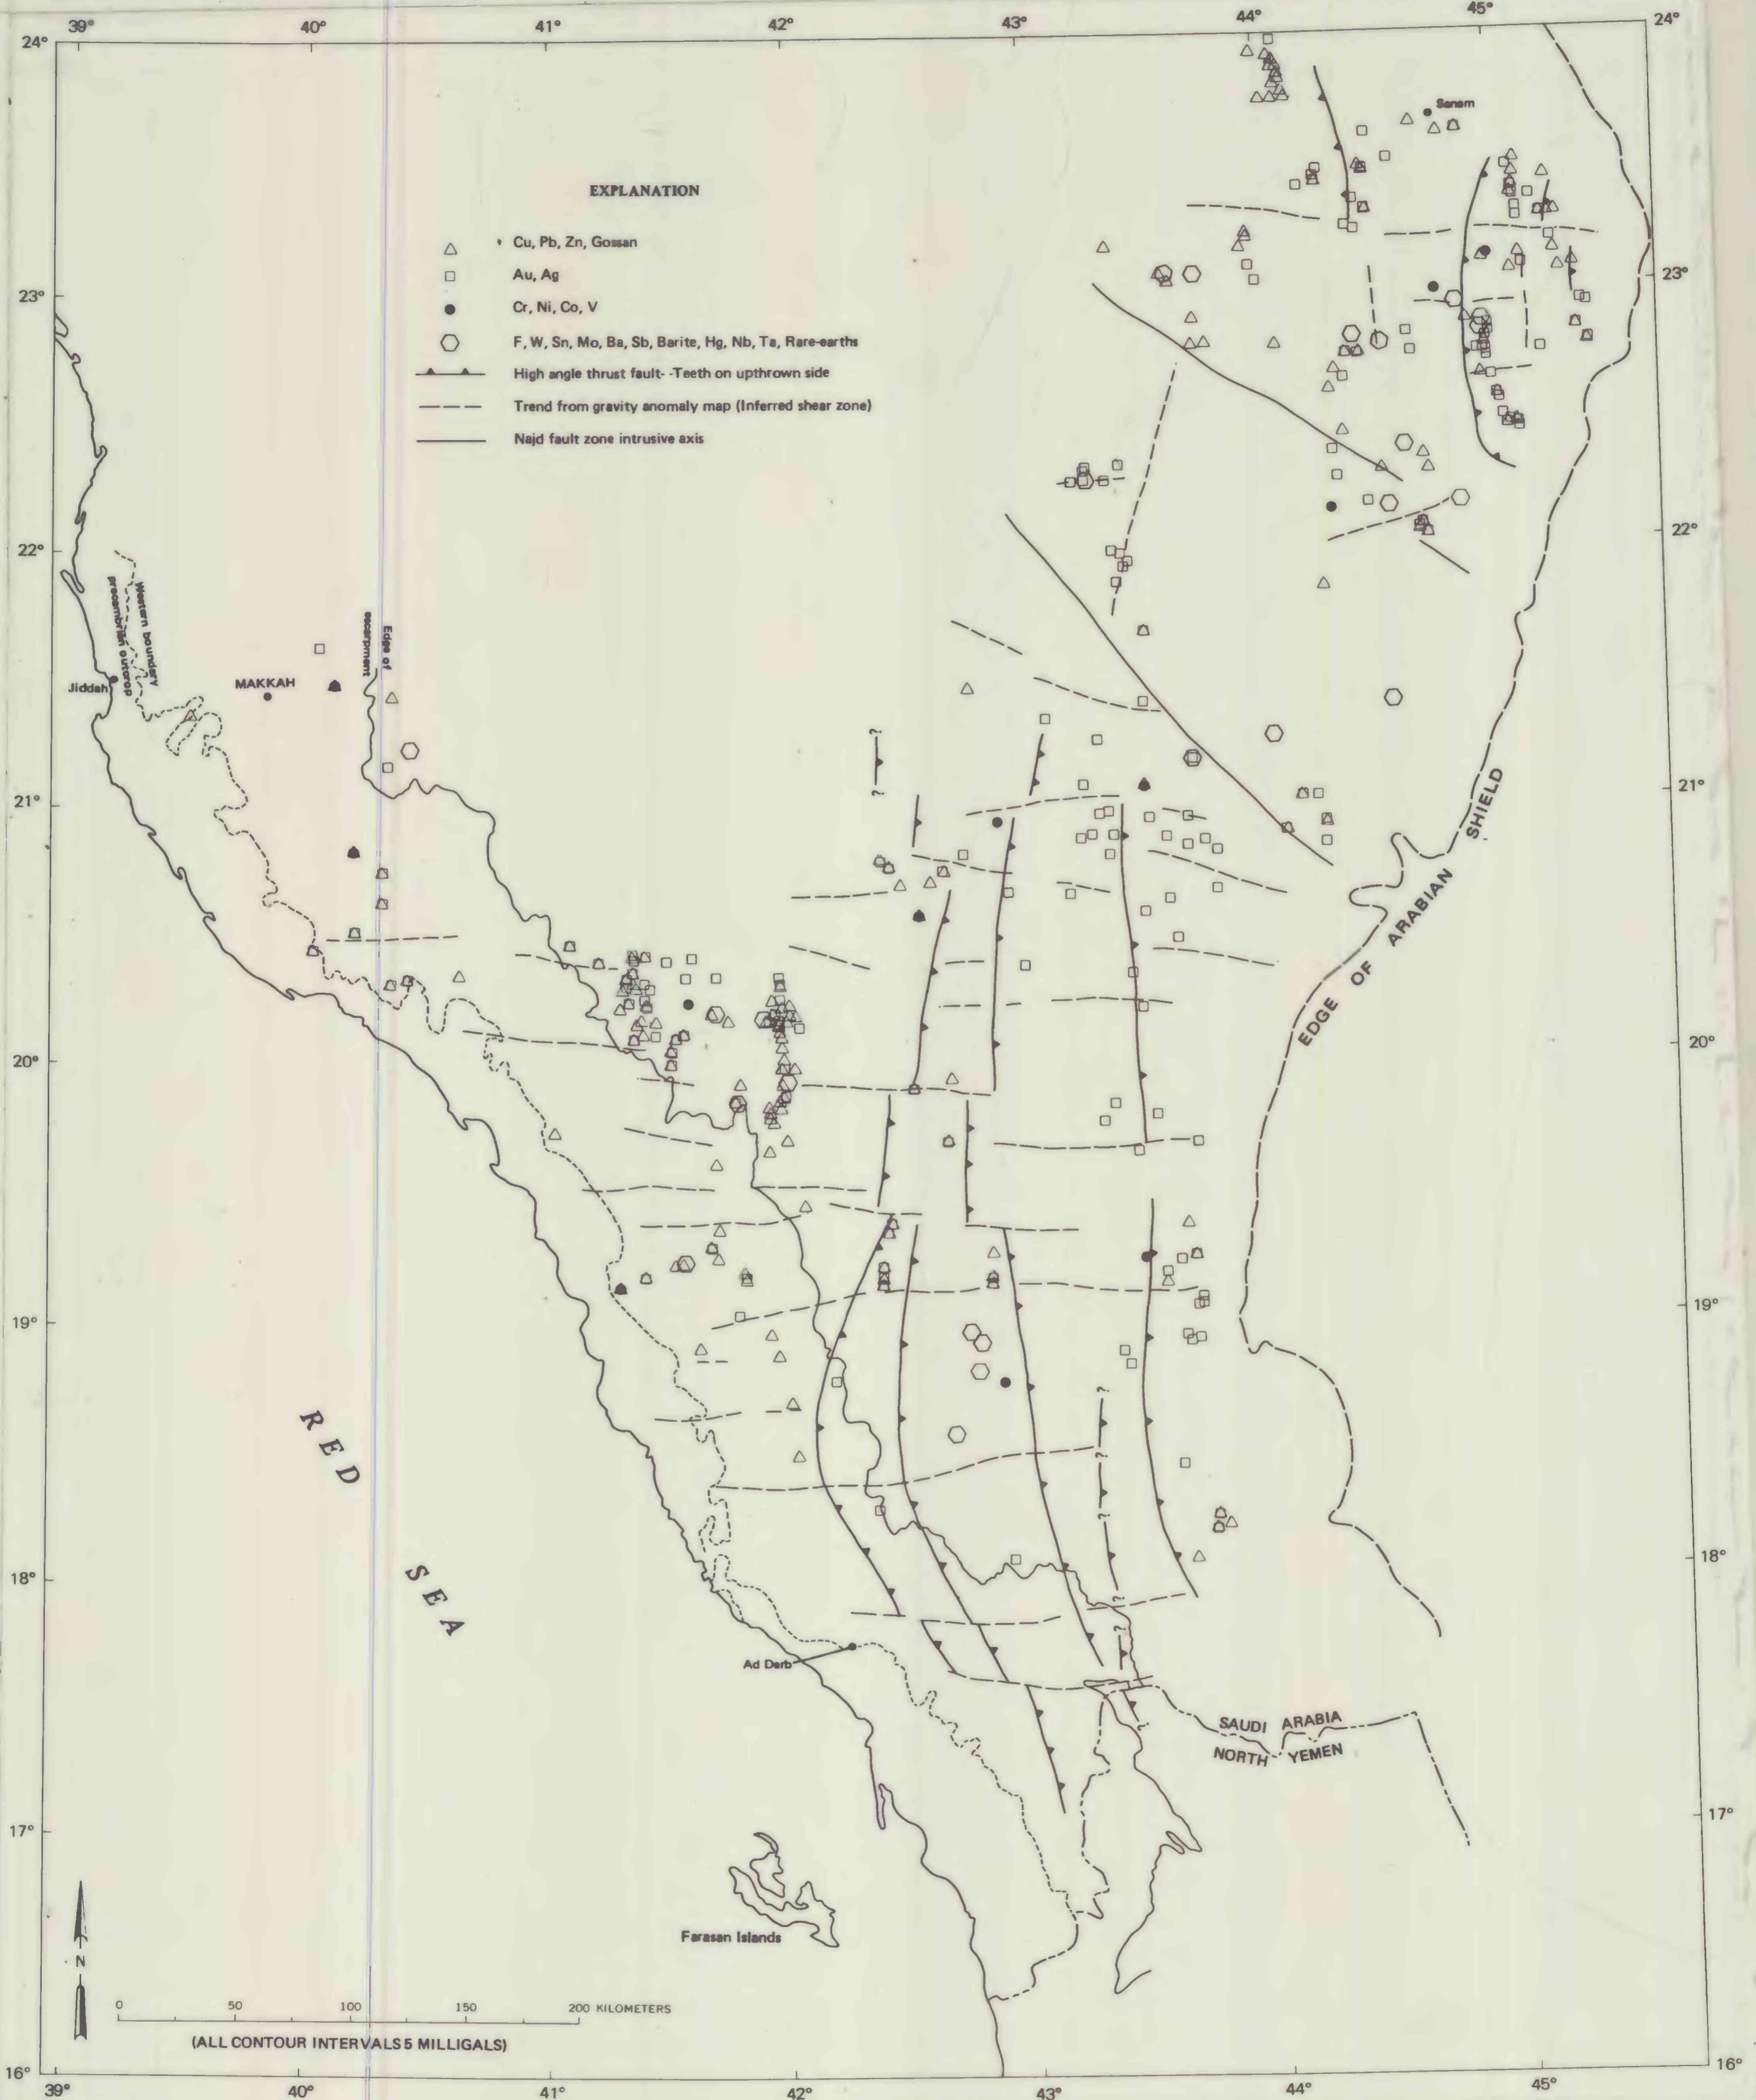 39° 40° 41° 42° 43° 44° 45°
24° 24°
Sanam
EXPLANATION
Cu, Pb, Zn, Gossan
Au, Ag
Cr, Ni, Co, V
F, W, Sn, Mo, Ba, Sb, Barite, Hg, Nb, Ta, Rare-earths
High angle thrust fault- -Teeth on upthrown side
Trend from gravity anomaly map (Inferred shear zone)
Najd fault zone intrusive axis
23° 23°
22° 22°
Western boundary
precambrian outcrop
Edge of
escarpment
Jiddah
MAKKAH
?
?
21° 21°
EDGE OF ARABIAN SHIELD
20° 20°
19° 19°
?
?
?
RED SEA
18° 18°
?
?
Ad Darb
?
SAUDI ARABIA
NORTH YEMEN
17° 17°
Farasan Islands
N
0 50 100 150 200 KILOMETERS
(ALL CONTOUR INTERVALS 5 MILLIGALS)
16° 16°
39° 40° 41° 42° 43° 44° 45°